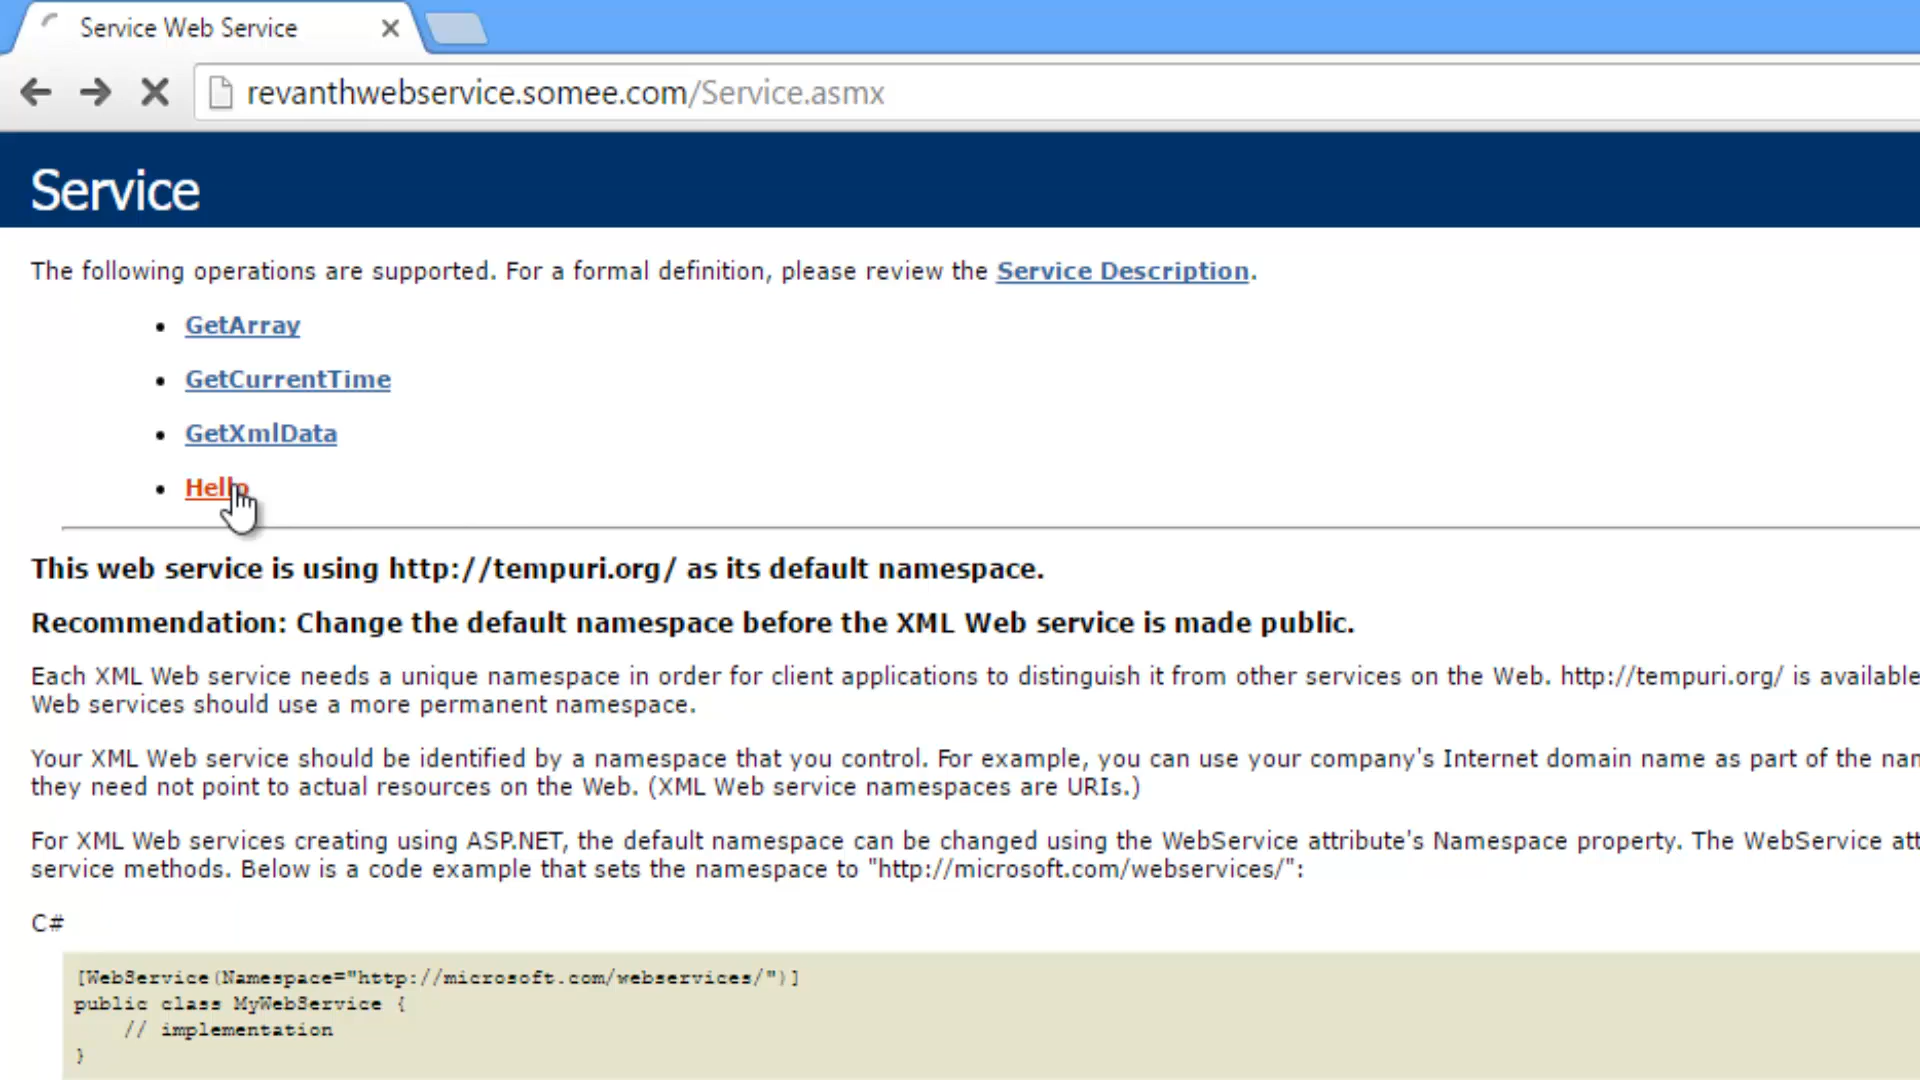 Service Web Service
revanthwebservice.somee.com/Service.asmx
Service
The following operations are supported. For a formal definition, please review the Service Description.
GetArray
GetCurrentTime
GetXmlData
Hello
This web service is using http://tempuri.org/ as its default namespace.
Recommendation: Change the default namespace before the XML Web service is made public.
Each XML Web service needs a unique namespace in order for client applications to distinguish it from other services on the Web. http://tempuri.org/ is available
Web services should use a more permanent namespace.
Your XML Web service should be identified by a namespace that you control. For example, you can use your company's Internet domain name as part of the
they need not point to actual resources on the Web. (XML Web service namespaces are URIs.)
For XML Web services creating using ASP.NET, the default namespace can be changed using the WebService attribute's Namespace property. The WebService
service methods. Below is a code example that sets the namespace to "http://microsoft.com/webservices/":
C#
[WebService(Namespace="http://microsoft.com/webservices/")]
public class MyWebService {
// implementation
}